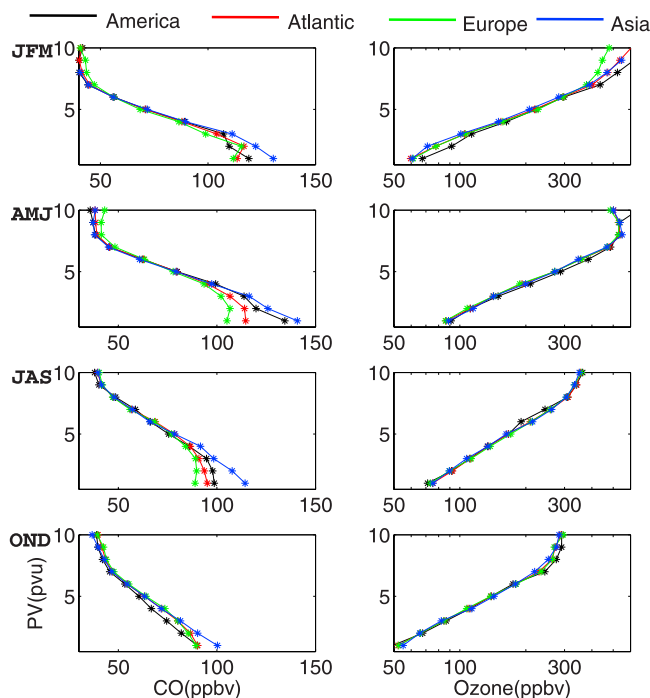 America Atlantic Europe Asia
JFM 10 10
5 5
50 100 150 50 100 300
AMJ 10 10
5 5
50 100 150 50 100 300
JAS 10 10
5 5
50 100 150 50 100 300
OND 10 10
5 5
PV(pvu)
50 100 150 50 100 300
CO(ppbv) Ozone(ppbv)